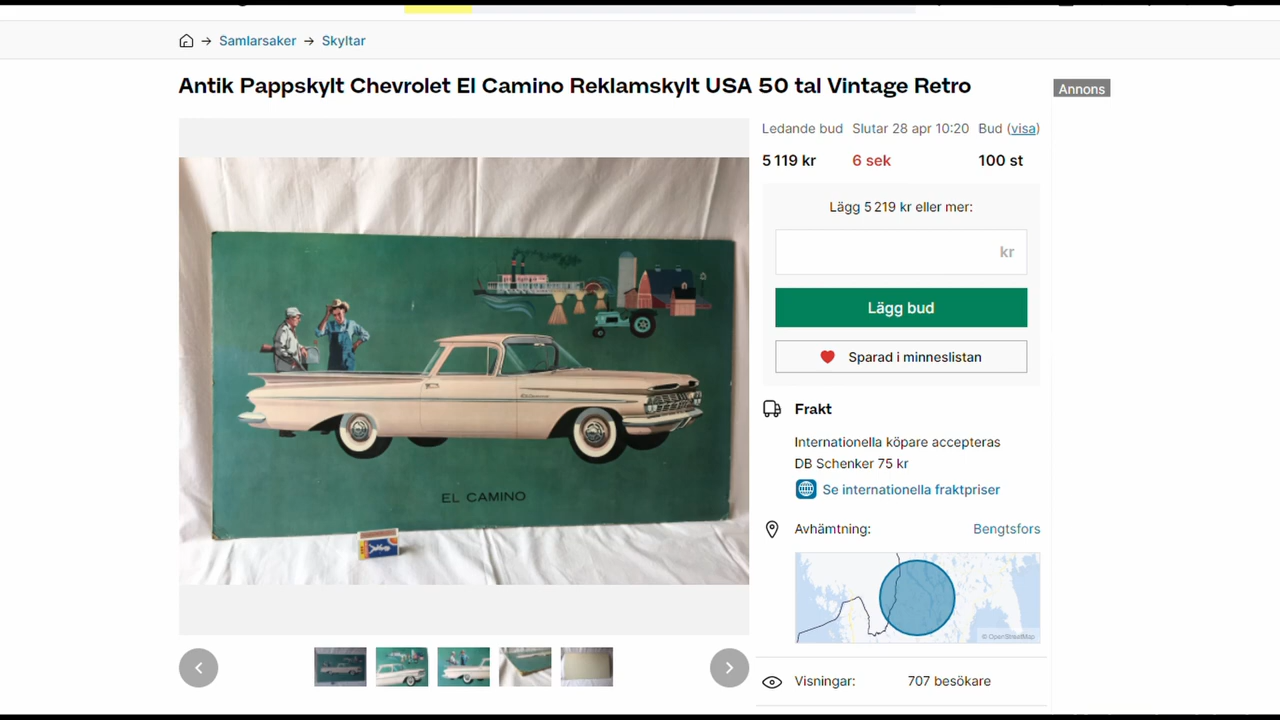 Samlarsaker → Skyltar
Antik Pappskylt Chevrolet El Camino Reklamskylt USA 50 tal Vintage Retro
Annons
Ledande bud Slutar 28 apr 10:20 Bud (visa)
5 119 kr 6 sek 100 st
Lägg 5 219 kr eller mer:
kr
Lägg bud
Sparad i minneslistan
EL CAMINO
Frakt
Internationella köpare accepteras
DB Schenker 75 kr
Se internationella fraktpriser
Avhämtning: Bengtsfors
© OpenStreetMap
Visningar: 707 besökare